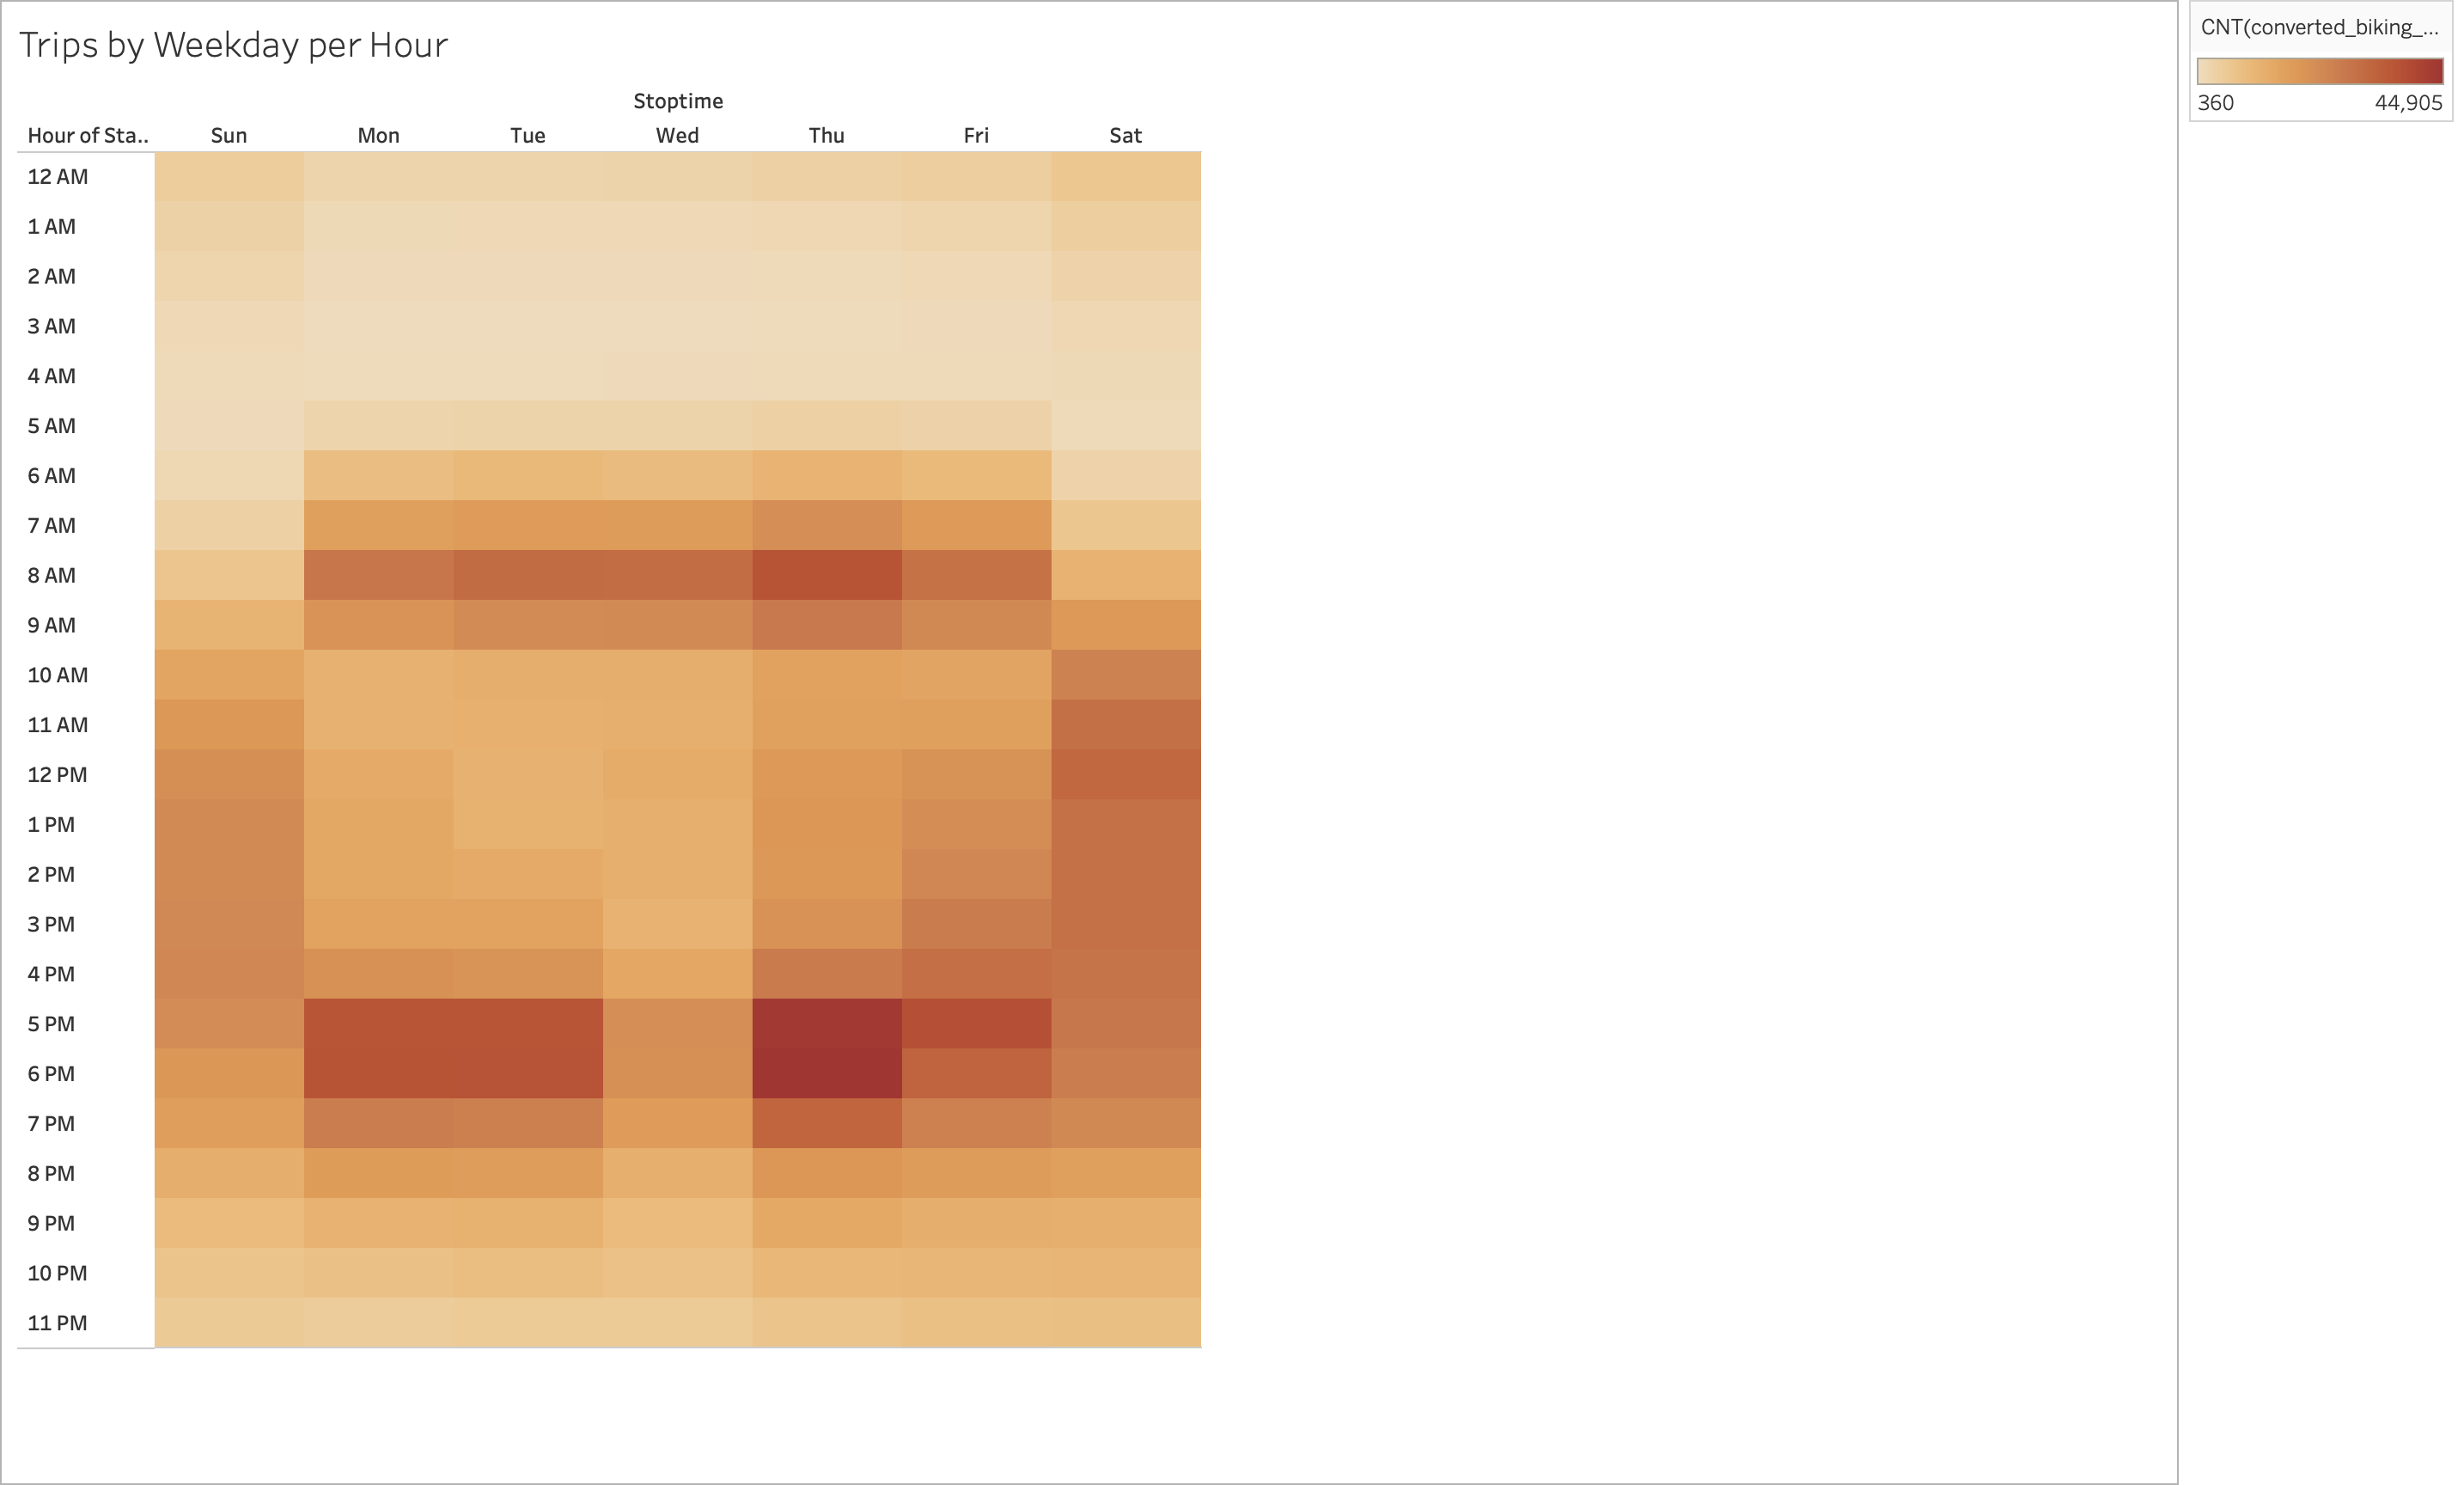 Trips by Weekday per Hour
CNT(converted_biking_...
360 44,905
Stoptime
Hour of Sta.. Sun Mon Tue Wed Thu Fri Sat
12 AM
1 AM
2 AM
3 AM
4 AM
5 AM
6 AM
7 AM
8 AM
9 AM
10 AM
11 AM
12 PM
1 PM
2 PM
3 PM
4 PM
5 PM
6 PM
7 PM
8 PM
9 PM
10 PM
11 PM